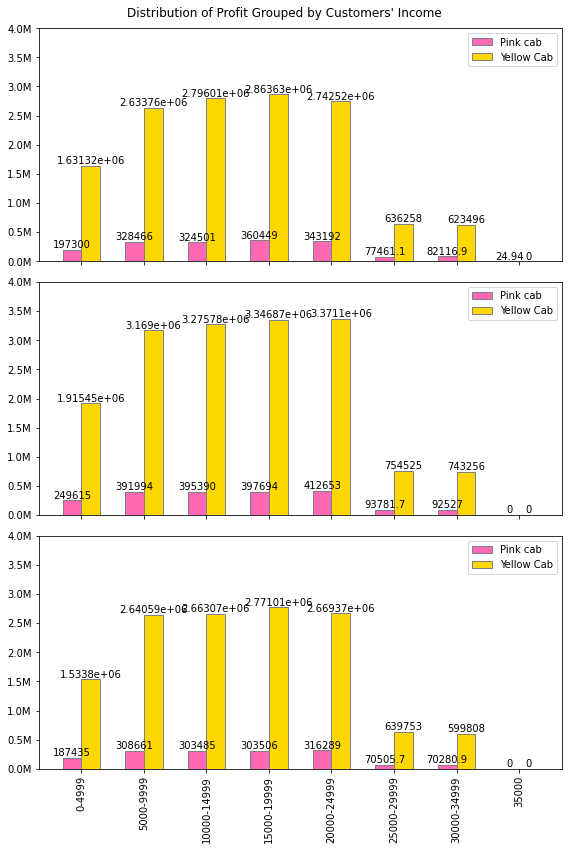 Distribution of Profit Grouped by Customers' Income
4.0M
3.5M
3.0M
2.5M
2.0M
1.5M
1.0M
0.5M
0.0M
Pink cab
Yellow Cab
197300
328466
324501
360449
343192
77461.1
82116.9
24.94
1.63132e+06
2.63376e+06
2.79601e+06
2.86363e+06
2.74252e+06
636258
623496
0
4.0M
3.5M
3.0M
2.5M
2.0M
1.5M
1.0M
0.5M
0.0M
Pink cab
Yellow Cab
249615
391994
395390
397694
412653
93781.7
92527
0
1.91545e+06
3.169e+06
3.27578e+06
3.34687e+06
3.3711e+06
754525
743256
0
4.0M
3.5M
3.0M
2.5M
2.0M
1.5M
1.0M
0.5M
0.0M
Pink cab
Yellow Cab
187435
308661
303485
303506
316289
70505.7
70280.9
0
1.5338e+06
2.64059e+06
2.66307e+06
2.77101e+06
2.66937e+06
639753
599808
0
0-4999
5000-9999
10000-14999
15000-19999
20000-24999
25000-299999
30000-34999
35000